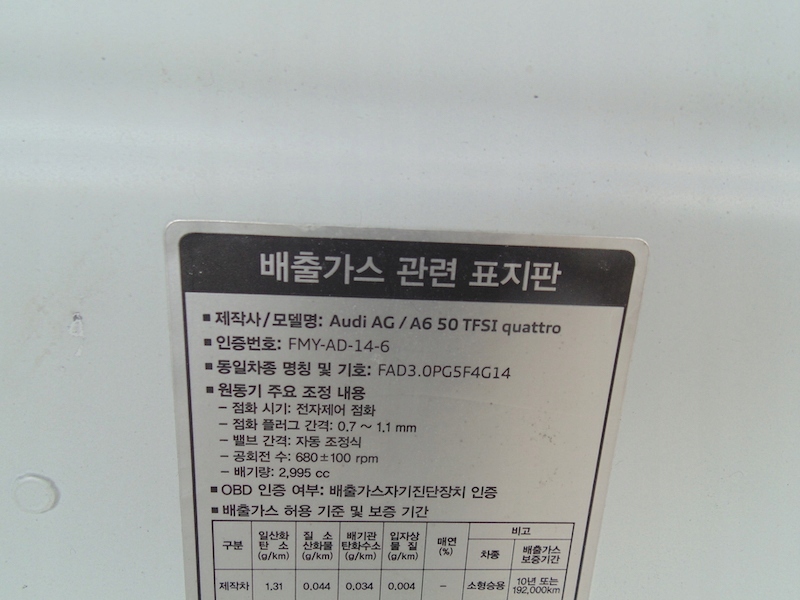 배출가스 관련 표지판
▪ 제작사/모델명: Audi AG / A6 50 TFSI quattro
▪ 인증번호: FMY-AD-14-6
▪ 동일차종 명칭 및 기호: FAD3.0PG5F4G14
▪ 원동기 주요 조정 내용
– 점화 시기: 전자제어 점화
– 점화 플러그 간격: 0.7 ~ 1.1 mm
– 밸브 간격: 자동 조정식
– 공회전 수: 680±100 rpm
– 배기량: 2,995 cc
▪ OBD 인증 여부: 배출가스자기진단장치 인증
▪ 배출가스 허용 기준 및 보증 기간
구분 일산화탄소 (g/km) 질소산화물 (g/km) 배기관탄화수소 (g/km) 입자상물질 (g/km) 매연 (%) 비고
차종 배출가스 보증기간
제작차 1.31 0.044 0.034 0.004 – 소형승용 10년 또는 192,000km